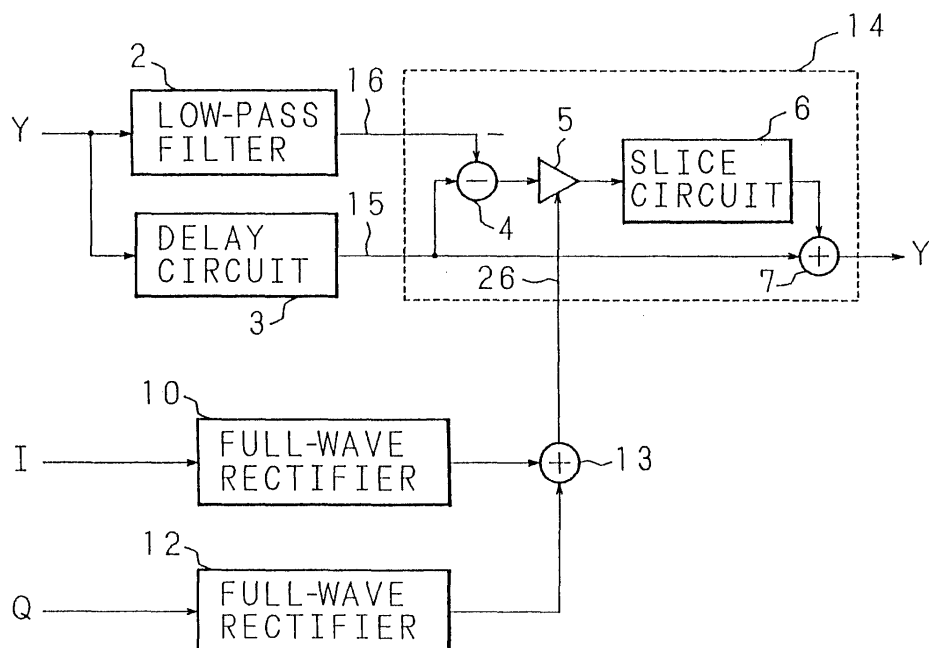 14
2
16
5
6
Y
LOW-PASS
FILTER
−
SLICE
CIRCUIT
−
4
15
DELAY
CIRCUIT
3
26
+
7
Y
10
I
FULL-WAVE
RECTIFIER
+
13
12
Q
FULL-WAVE
RECTIFIER